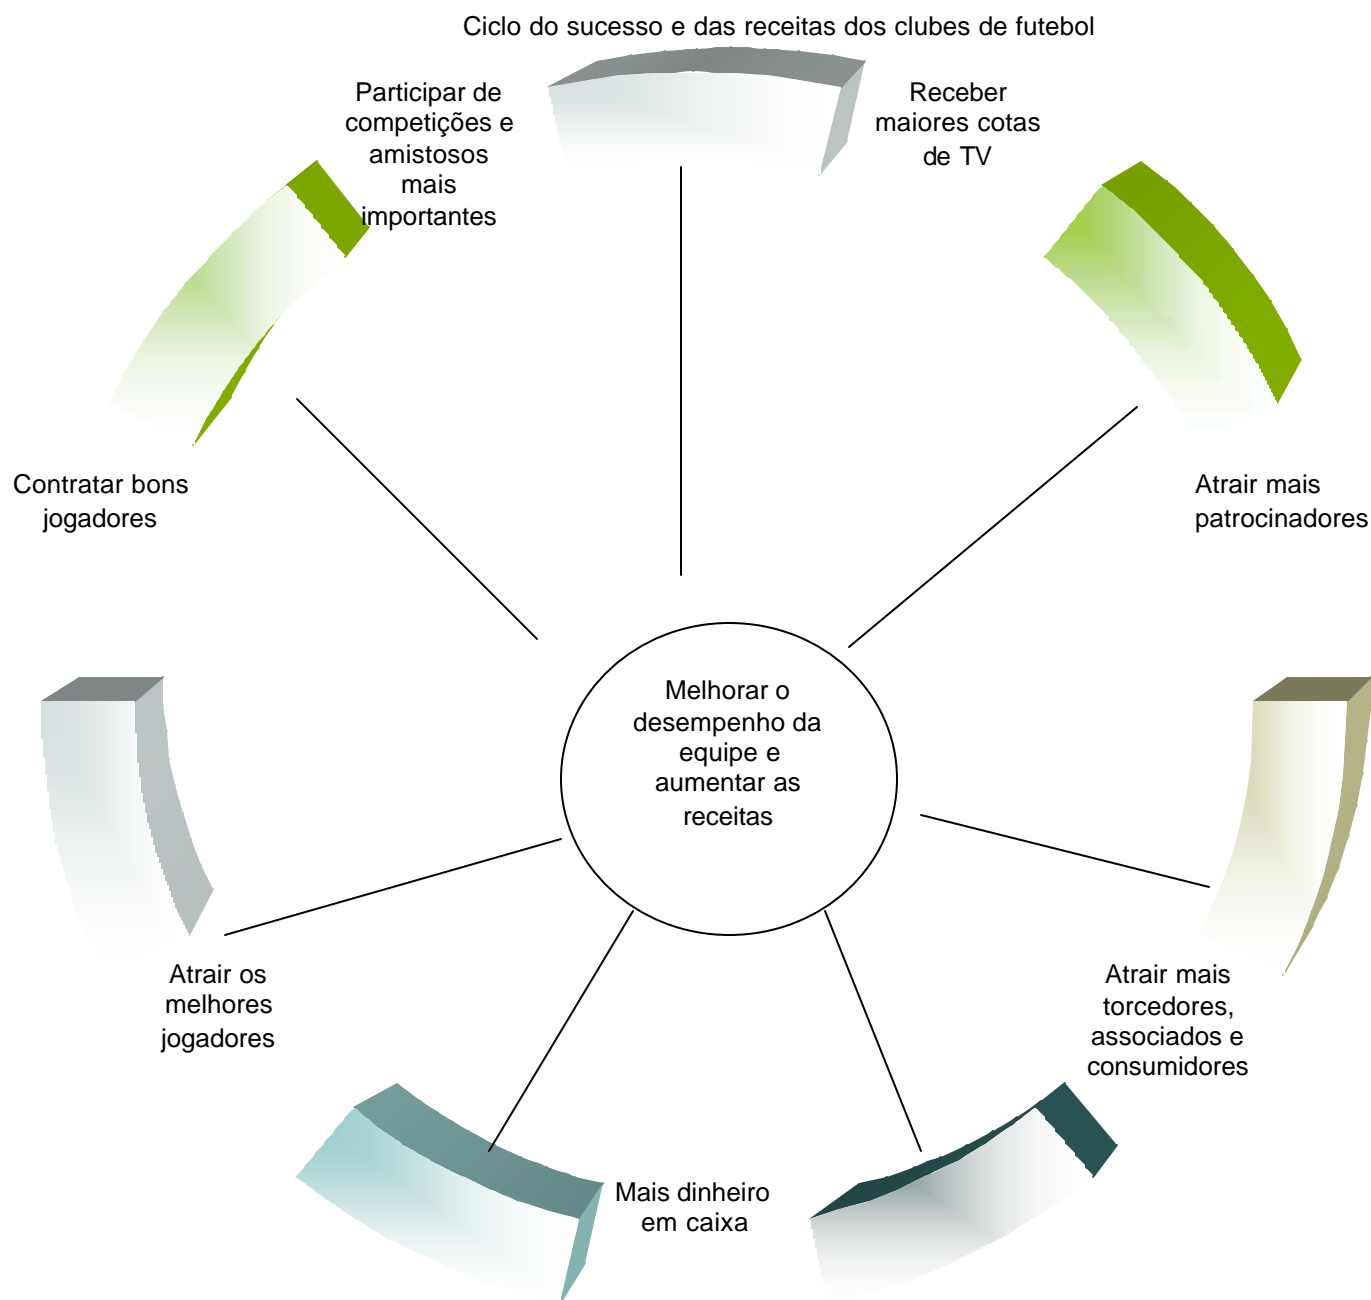 Ciclo do sucesso e das receitas dos clubes de futebol
Participar de
competições e
amistosos
mais
importantes
Receber
maiores cotas
de TV
Contratar bons
jogadores
Atrair mais
patrocinadores
Melhorar o
desempenho da
equipe e
aumentar as
receitas
Atrair os
melhores
jogadores
Atrair mais
torcedores,
associados e
consumidores
Mais dinheiro
em caixa